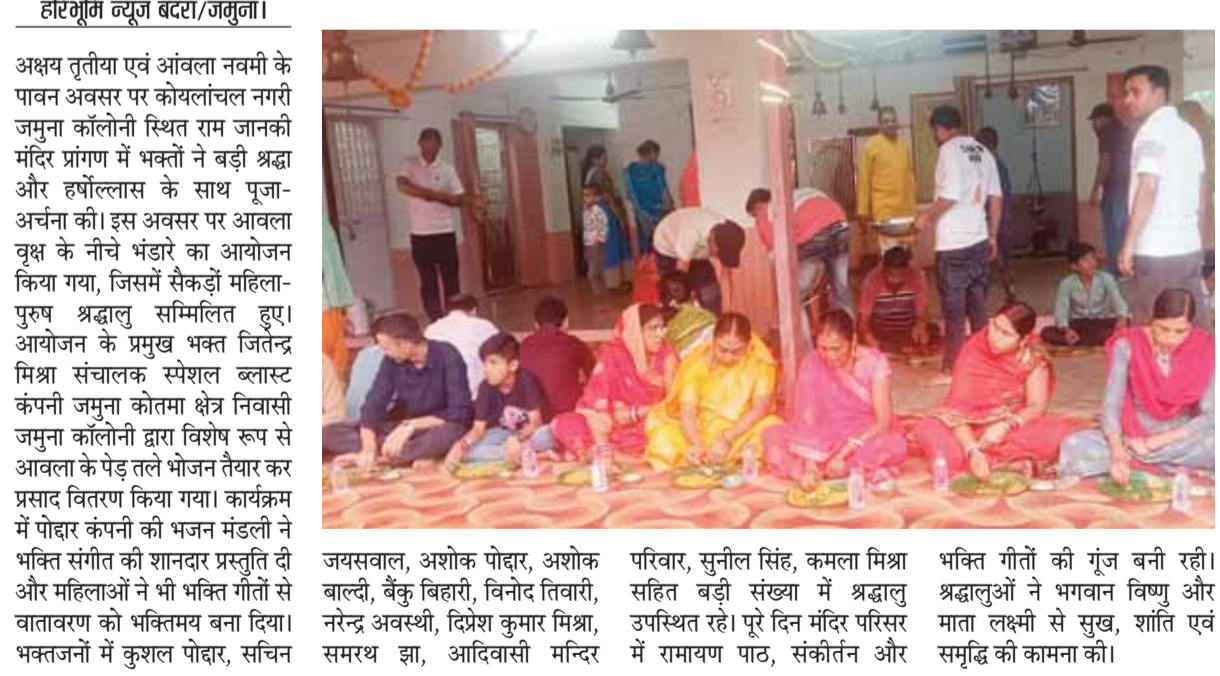 हरिभूमि न्यूज बदरा/जमुना।
अक्षय तृतीया एवं आंवला नवमी के
पावन अवसर पर कोयलांचल नगरी
जमुना कॉलोनी स्थित राम जानकी
मंदिर प्रांगण में भक्तों ने बड़ी श्रद्धा
और हर्षोल्लास के साथ पूजा-
अर्चना की। इस अवसर पर आवला
वृक्ष के नीचे भंडारे का आयोजन
किया गया, जिसमें सैकड़ों महिला-
पुरुष श्रद्धालु सम्मिलित हुए।
आयोजन के प्रमुख भक्त जितेन्द्र
मिश्रा संचालक स्पेशल ब्लास्ट
कंपनी जमुना कोतमा क्षेत्र निवासी
जमुना कॉलोनी द्वारा विशेष रूप से
आवला के पेड़ तले भोजन तैयार कर
प्रसाद वितरण किया गया। कार्यक्रम
में पोद्दार कंपनी की भजन मंडली ने
भक्ति संगीत की शानदार प्रस्तुति दी
और महिलाओं ने भी भक्ति गीतों से
वातावरण को भक्तिमय बना दिया।
भक्तजनों में कुशल पोद्दार, सचिन
जयसवाल, अशोक पोद्दार, अशोक
बाल्दी, बैंकु बिहारी, विनोद तिवारी,
नरेन्द्र अवस्थी, दिप्रेश कुमार मिश्रा,
समरथ झा, आदिवासी मन्दिर
परिवार, सुनील सिंह, कमला मिश्रा
सहित बड़ी संख्या में श्रद्धालु
उपस्थित रहे। पूरे दिन मंदिर परिसर
में रामायण पाठ, संकीर्तन और
भक्ति गीतों की गूंज बनी रही।
श्रद्धालुओं ने भगवान विष्णु और
माता लक्ष्मी से सुख, शांति एवं
समृद्धि की कामना की।